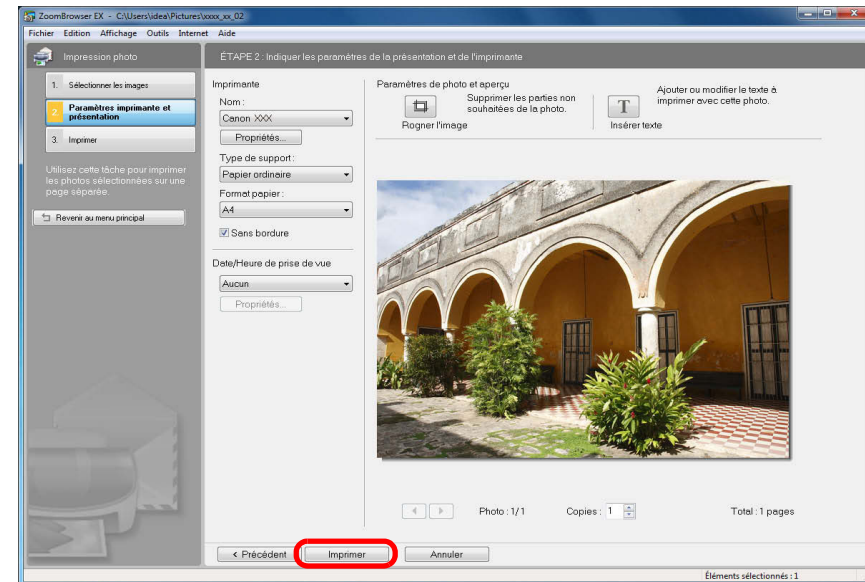 ZoomBrowser EX - C:\Users\idea\Pictures\xxxx_xx_02
Fichier Edition Affichage Outils Internet Aide
Impression photo
ÉTAPE 2 : Indiquer les paramètres de la présentation et de l'imprimante
1. Sélectionner les images
2. Paramètres imprimante et
présentation
3. Imprimer
Utilisez cette tâche pour imprimer
les photos sélectionnées sur une
page séparée.
Revenir au menu principal
Imprimante
Nom :
Canon XXX
Propriétés...
Type de support :
Papier ordinaire
Format papier :
A4
Sans bordure
Date/Heure de prise de vue
Aucun
Propriétés...
Paramètres de photo et aperçu
Supprimer les parties non
souhaitées de la photo.
Rogner l'image
T
Ajouter ou modifier le texte à
imprimer avec cette photo.
Insérer texte
Photo : 1/1
Copies : 1
Total : 1 pages
< Précédent
Imprimer
Annuler
Éléments sélectionnés : 1